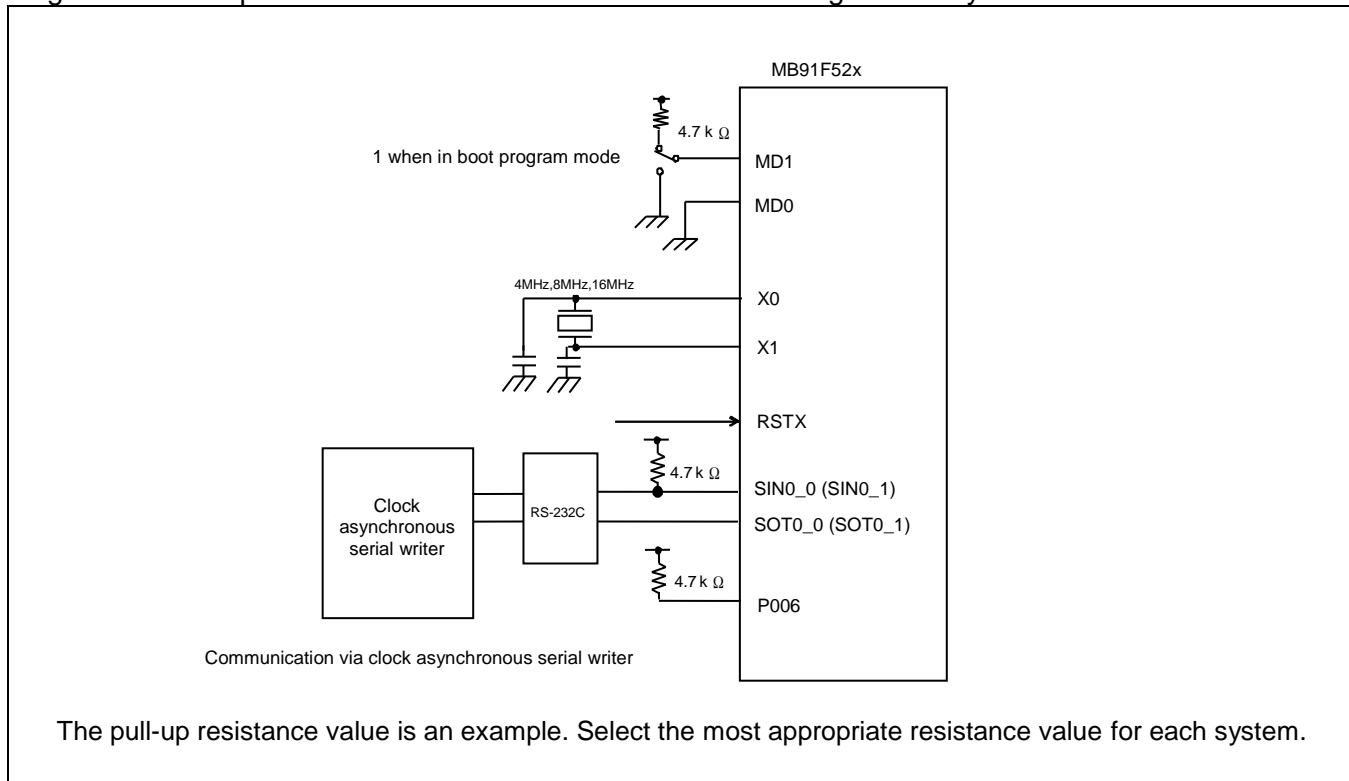 MB91F52x
4.7 k Ω
1 when in boot program mode
MD1
MD0
4MHz,8MHz,16MHz
X0
X1
RSTX
4.7 k Ω
SIN0_0 (SIN0_1)
Clock
asynchronous
serial writer
RS-232C
SOT0_0 (SOT0_1)
4.7 k Ω
P006
Communication via clock asynchronous serial writer
The pull-up resistance value is an example. Select the most appropriate resistance value for each system.